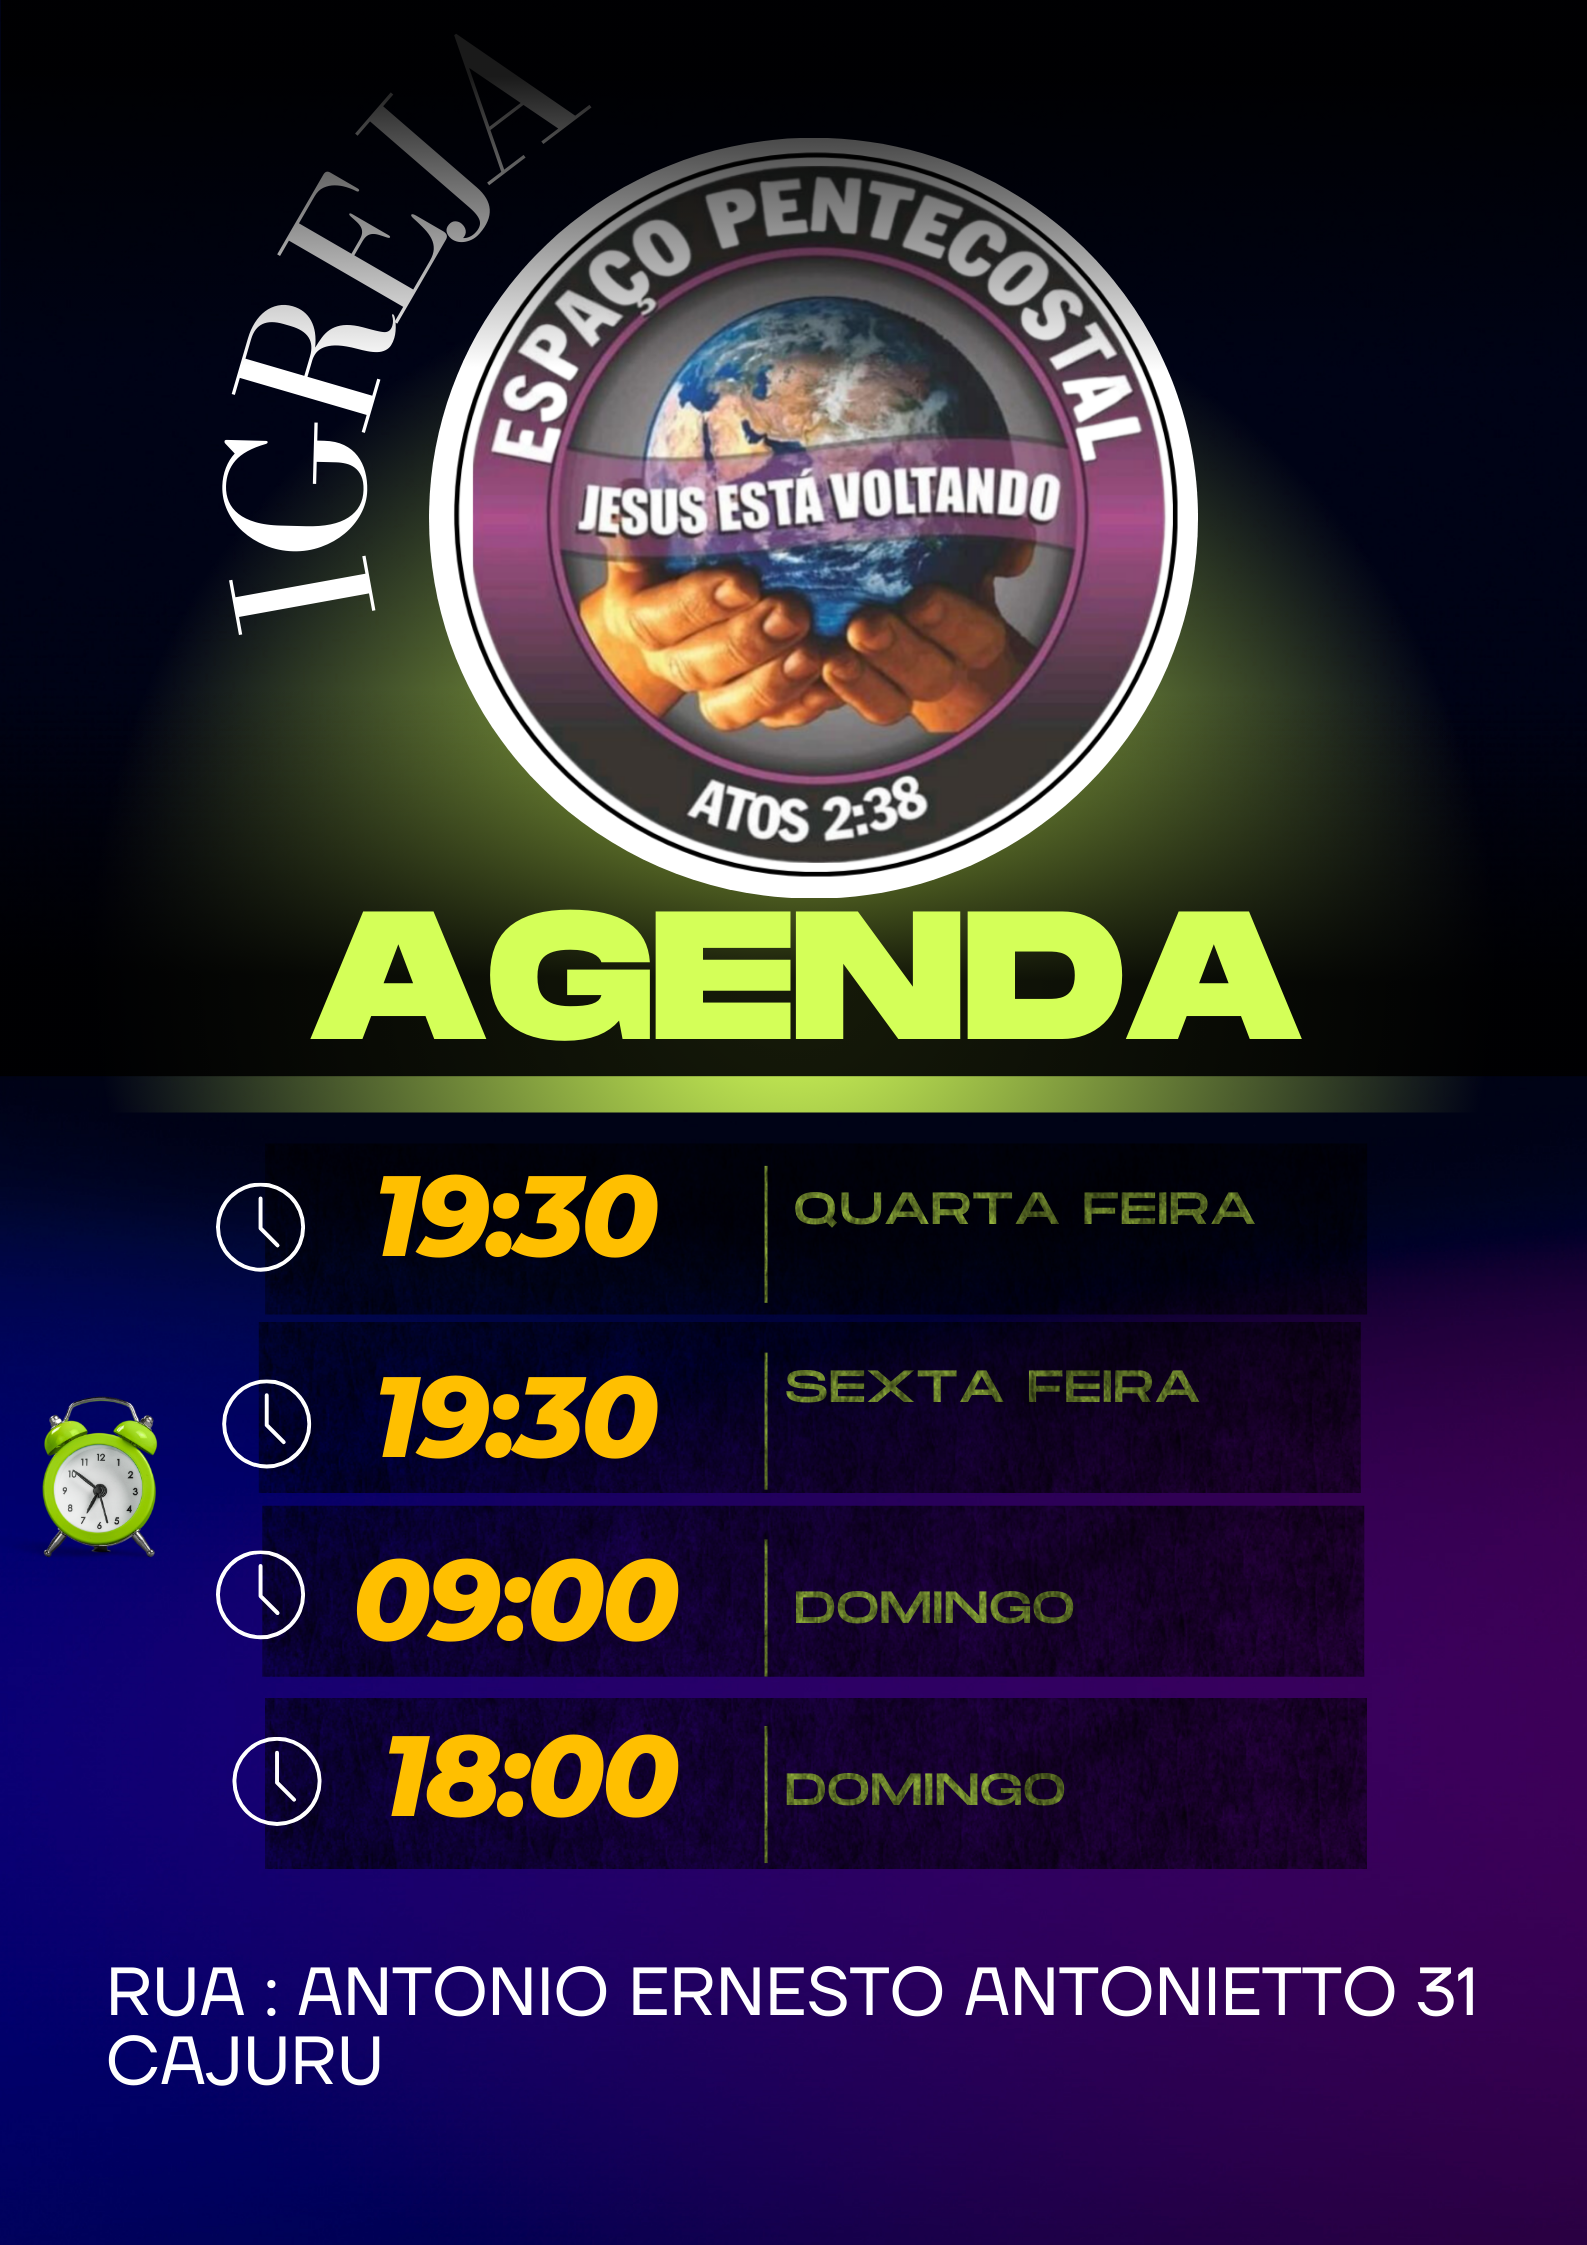 IGREJA
ESPAÇO PENTECOSTAL
JESUS ESTÁ VOLTANDO
ATOS 2:38
AGENDA
19:30 QUARTA FEIRA
19:30 SEXTA FEIRA
09:00 DOMINGO
18:00 DOMINGO
RUA : ANTONIO ERNESTO ANTONIETTO 31
CAJURU